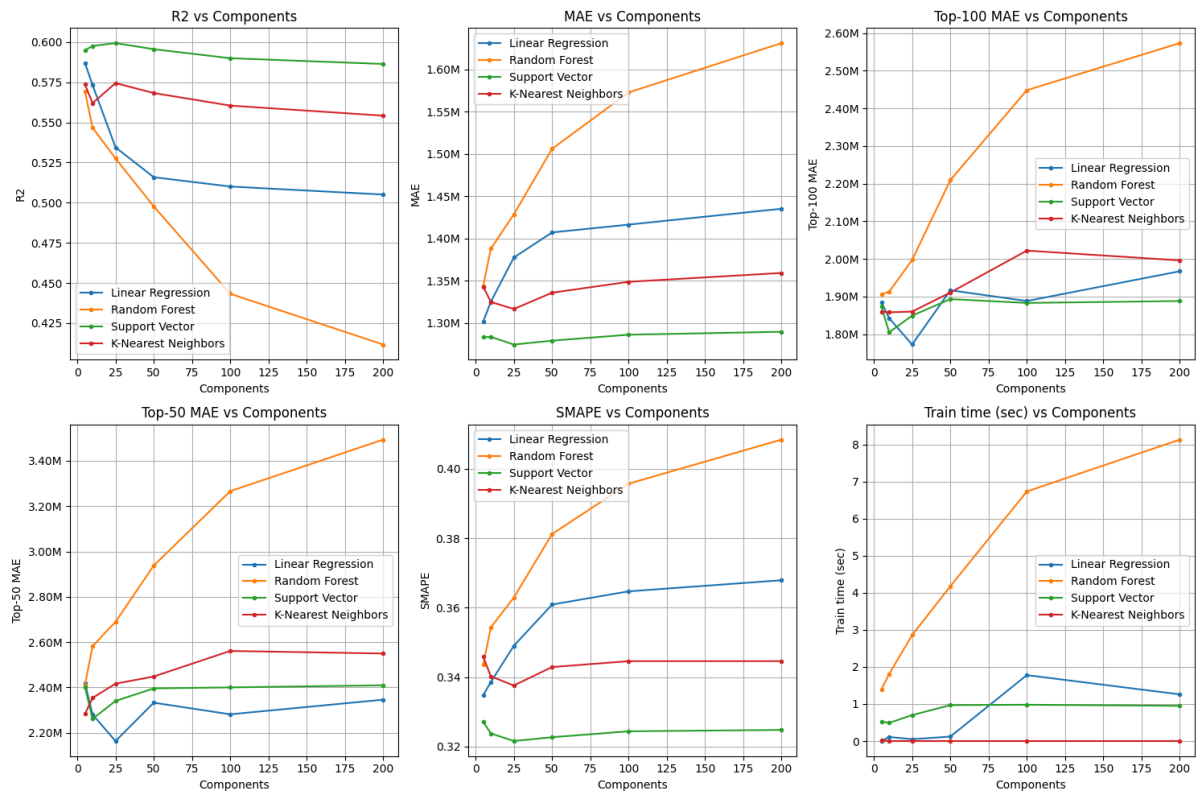 R2 vs Components
0.600
0.575
0.550
0.525
0.500
0.475
0.450
0.425
R2
Linear Regression
Random Forest
Support Vector
K-Nearest Neighbors
0 25 50 75 100 125 150 175 200
Components
MAE vs Components
1.60M
1.50M
1.45M
1.40M
1.35M
1.30M
MAE
Linear Regression
Random Forest
Support Vector
K-Nearest Neighbors
0 25 50 75 100 125 150 175 200
Components
Top-100 MAE vs Components
2.60M
2.50M
2.40M
2.30M
2.20M
2.10M
2.00M
1.90M
1.80M
Top-100 MAE
Linear Regression
Random Forest
Support Vector
K-Nearest Neighbors
0 25 50 75 100 125 150 175 200
Components
Top-50 MAE vs Components
3.40M
3.20M
3.00M
2.80M
2.60M
2.40M
2.20M
Top-50 MAE
Linear Regression
Random Forest
Support Vector
K-Nearest Neighbors
0 25 50 75 100 125 150 175 200
Components
SMAPE vs Components
0.40
0.38
0.36
0.34
0.32
SMAPE
Linear Regression
Random Forest
Support Vector
K-Nearest Neighbors
0 25 50 75 100 125 150 175 200
Components
Train time (sec) vs Components
8
7
6
5
4
3
2
1
0
Train time (sec)
Linear Regression
Random Forest
Support Vector
K-Nearest Neighbors
0 25 50 75 100 125 150 175 200
Components